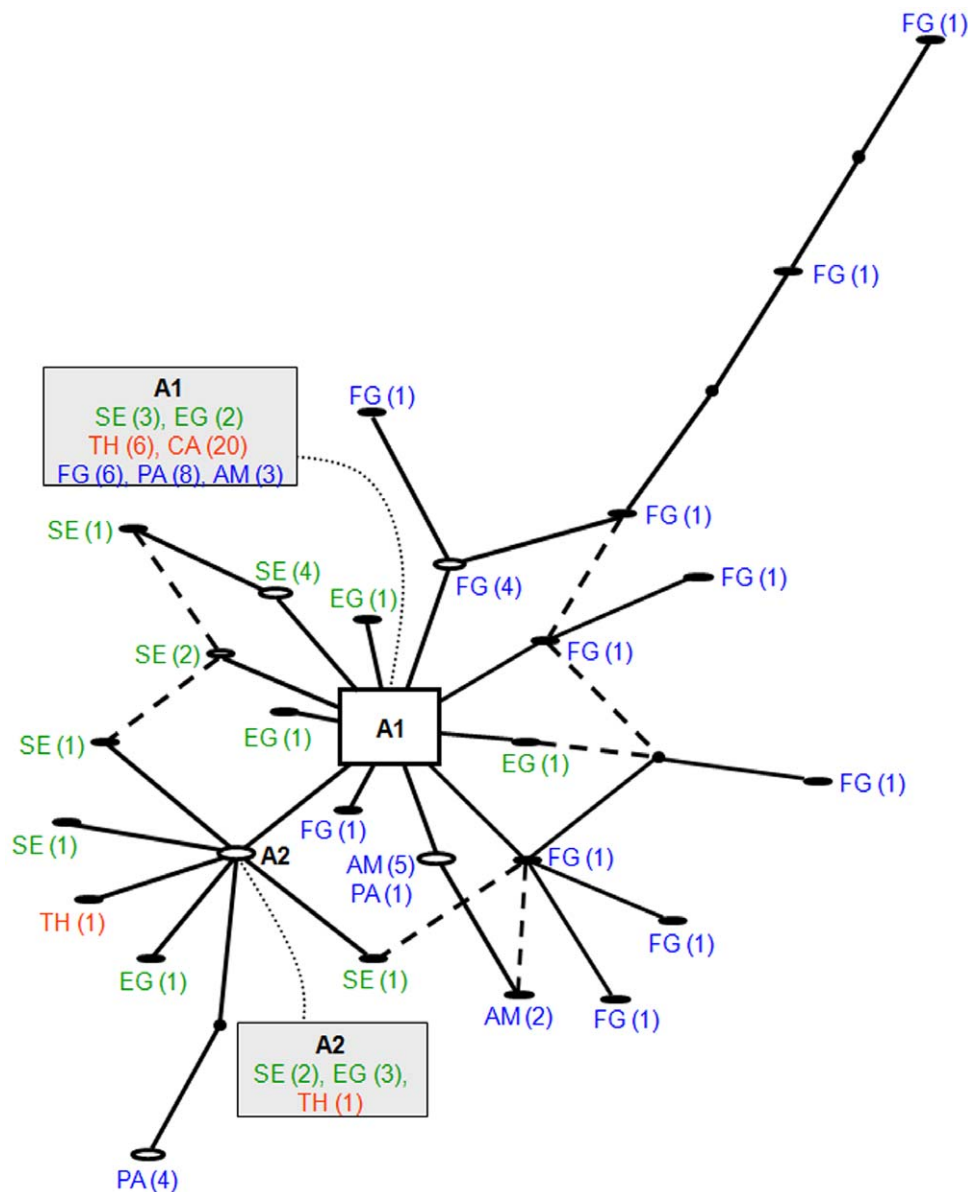 FG (1)
FG (1)
A1
SE (3), EG (2)
TH (6), CA (20)
FG (6), PA (8), AM (3)
FG (1)
SE (1)
FG (1)
SE (4)
EG (1)
FG (4)
FG (1)
SE (2)
FG (1)
EG (1)
A1
SE (1)
EG (1)
FG (1)
FG (1)
SE (1)
A2
AM (5)
PA (1)
FG (1)
TH (1)
FG (1)
EG (1)
SE (1)
AM (2)
FG (1)
A2
SE (2), EG (3),
TH (1)
PA (4)